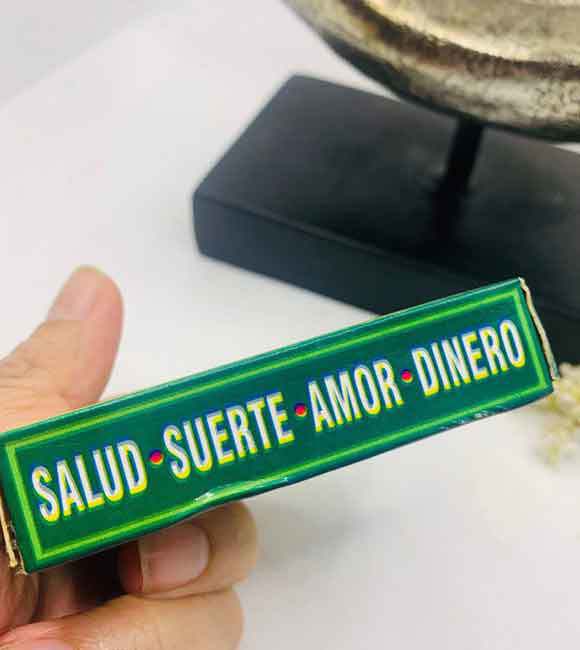 SALUD • SUERTE • AMOR • DINERO